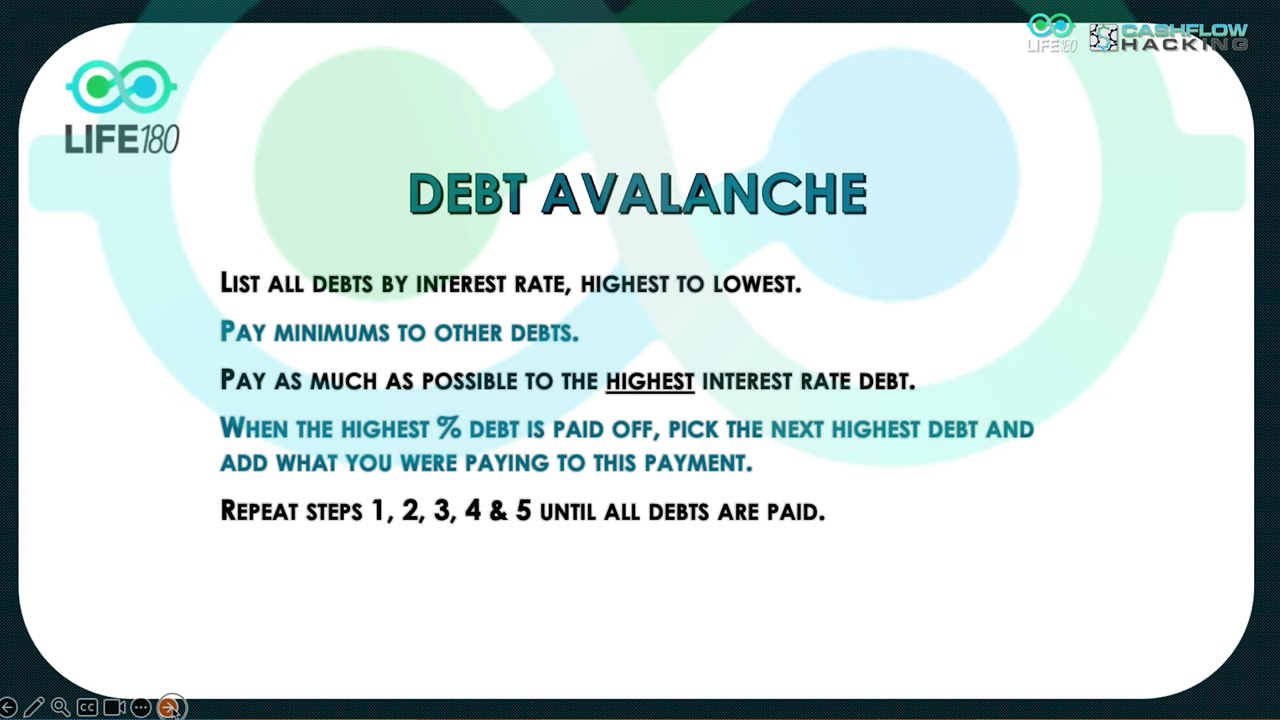 LIFE180
CASHFLOW
HACKING
LIFE180
DEBT AVALANCHE
LIST ALL DEBTS BY INTEREST RATE, HIGHEST TO LOWEST.
PAY MINIMUMS TO OTHER DEBTS.
PAY AS MUCH AS POSSIBLE TO THE HIGHEST INTEREST RATE DEBT.
WHEN THE HIGHEST % DEBT IS PAID OFF, PICK THE NEXT HIGHEST DEBT AND
ADD WHAT YOU WERE PAYING TO THIS PAYMENT.
REPEAT STEPS 1, 2, 3, 4 & 5 UNTIL ALL DEBTS ARE PAID.
CC